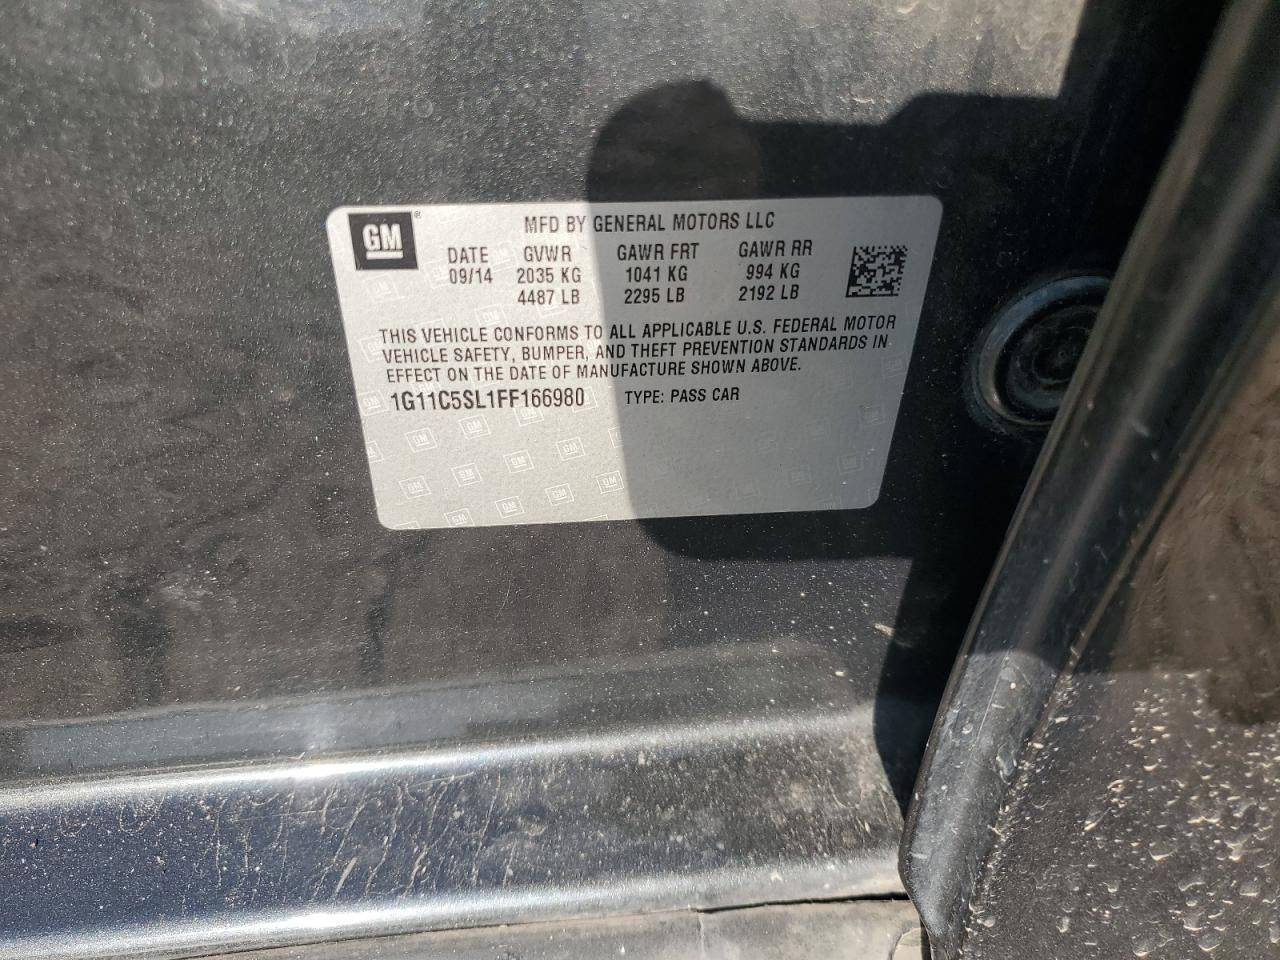 GM®
MFD BY GENERAL MOTORS LLC
DATE GVWR GAWR FRT GAWR RR
09/14 2035 KG 1041 KG 994 KG
4487 LB 2295 LB 2192 LB
THIS VEHICLE CONFORMS TO ALL APPLICABLE U.S. FEDERAL MOTOR
VEHICLE SAFETY, BUMPER, AND THEFT PREVENTION STANDARDS IN
EFFECT ON THE DATE OF MANUFACTURE SHOWN ABOVE.
1G11C5SL1FF166980 TYPE: PASS CAR